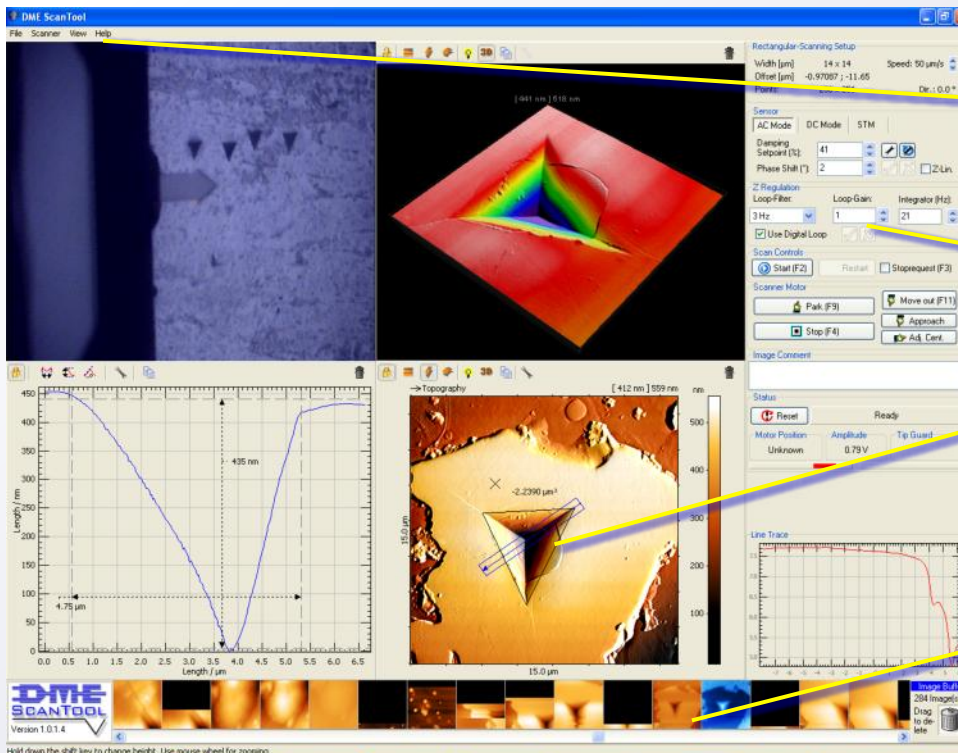 DME ScanTool
File Scanner View Help
[ 441 nm ] 618 nm
Rectangular-Scanning Setup
Width [µm] 14 x 14 Speed: 50 µm/s
Offset [µm] -0.97087 ; -11.65
Points: Dir.: 0.0 °
Sensor
AC Mode DC Mode STM
Damping
Setpoint (%): 41
Phase Shift (°): 2 Z-Lin.
Z Regulation
Loop-Filter: Loop-Gain: Integrator (Hz):
3 Hz 1 21
Use Digital Loop
Scan Controls
Start (F2) Restart Stoprequest (F3)
Scanner Motor
Park (F9) Move out (F11)
Stop (F4) Approach
Adj. Cent.
Image Comment
Status
Reset Ready
Motor Position Amplitude Tip Guard
Unknown 0.79 V
Line Trace
450
400
350
300
250
200
150
100
50
0
Length / nm
435 nm
4.75 µm
0.0 0.5 1.0 1.5 2.0 2.5 3.0 3.5 4.0 4.5 5.0 5.5 6.0 6.5
Length / µm
Topography [ 412 nm ] 559 nm nm
500
400
300
200
100
-2.2390 µm³
15.0 µm
15.0 µm
DME
SCANTOOL
Version 1.0.1.4
Image Buff
284 Image(s
Drag
to de-
lete
Hold down the shift key to change height. Use mouse wheel for zooming.